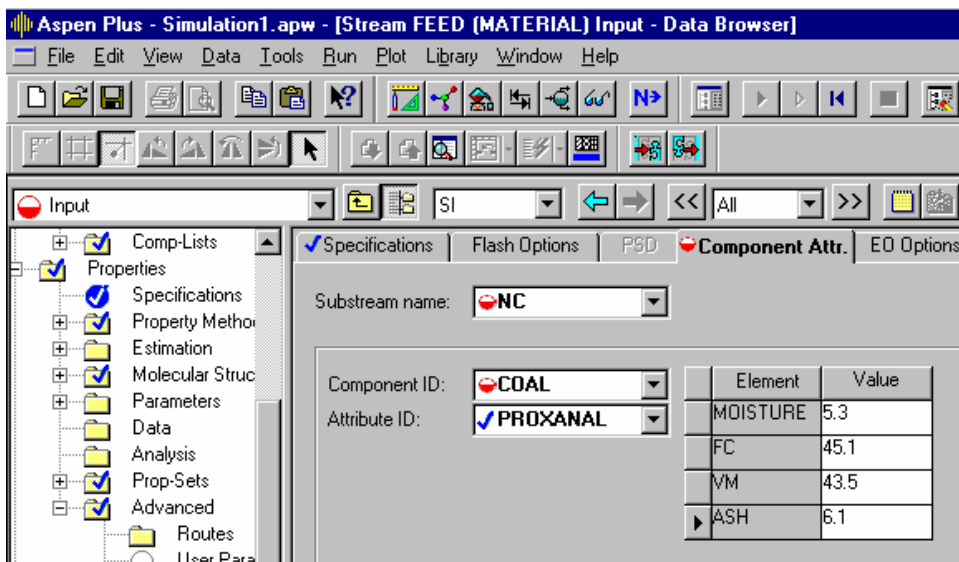 Aspen Plus - Simulation1.apw - [Stream FEED (MATERIAL) Input - Data Browser]
File Edit View Data Tools Run Plot Library Window Help
N
Input SI << All >>
Comp-Lists
Properties
Specifications
Property Metho
Estimation
Molecular Struc
Parameters
Data
Analysis
Prop-Sets
Advanced
Routes
User Para
Specifications Flash Options PSD Component Attr. EO Options
Substream name: NC
Component ID: COAL
Attribute ID: PROXANAL
Element Value
MOISTURE 5.3
FC 45.1
VM 43.5
ASH 6.1